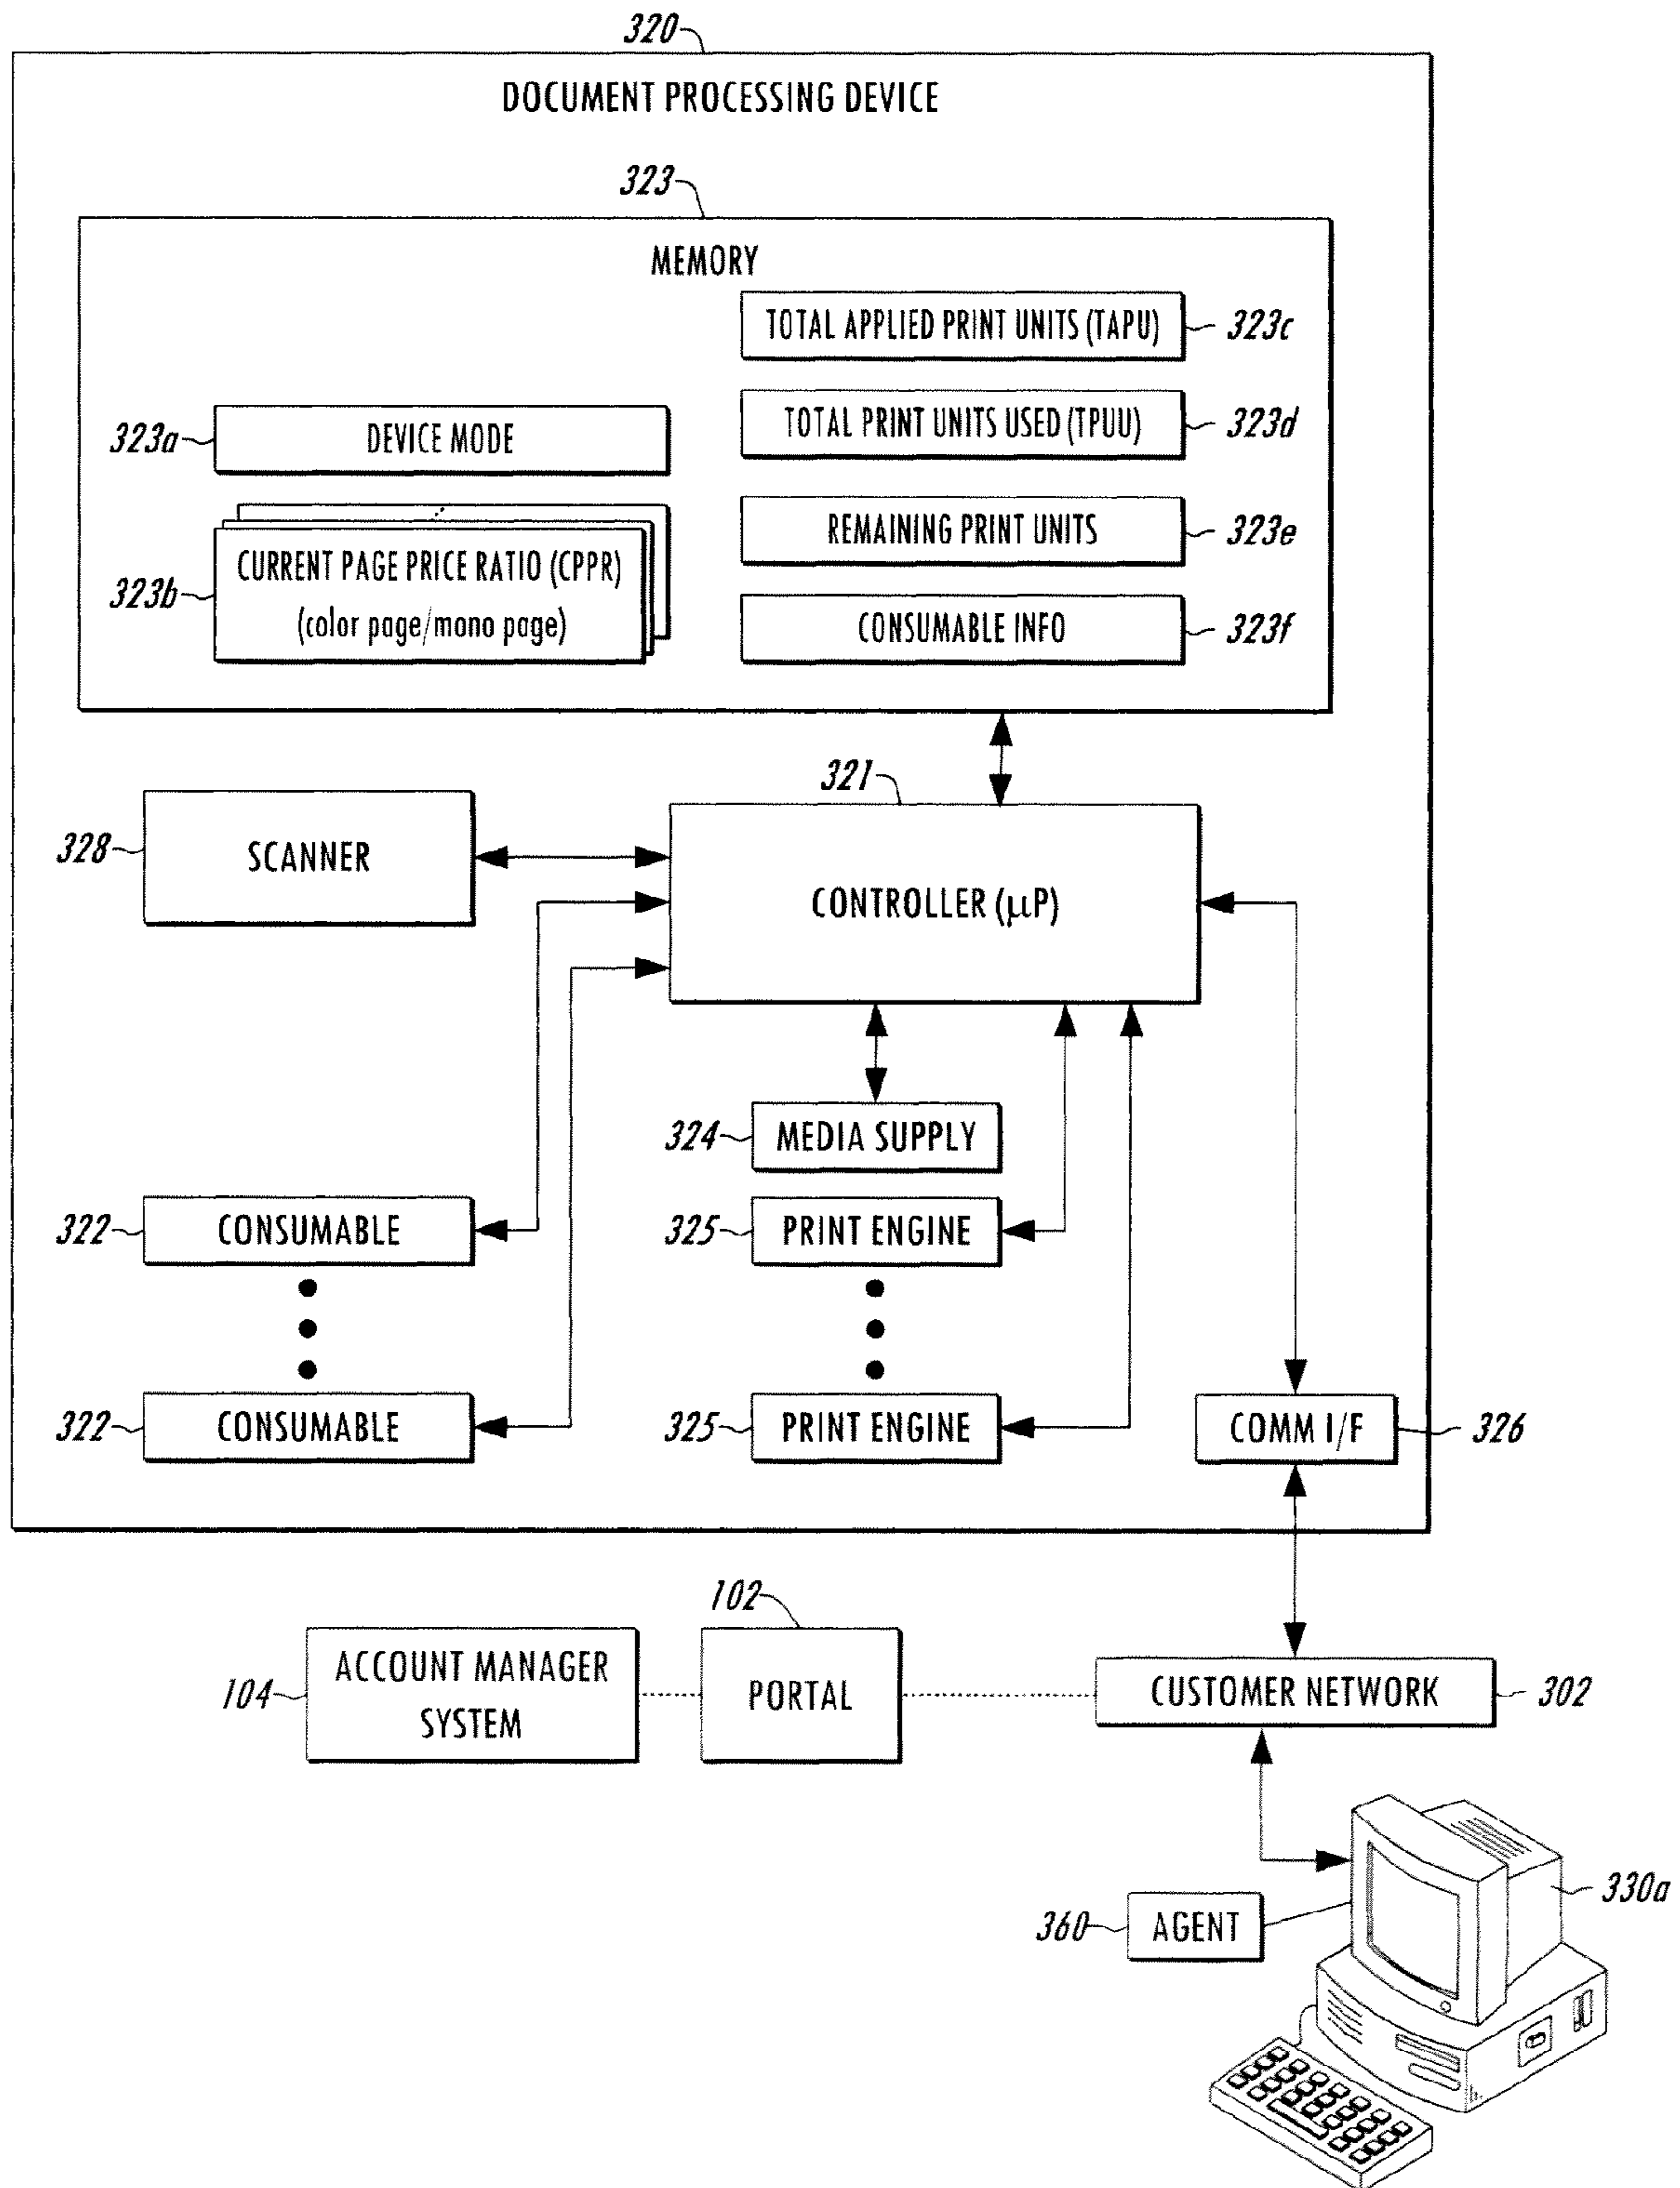 320
DOCUMENT PROCESSING DEVICE
323
MEMORY
TOTAL APPLIED PRINT UNITS (TAPU)
323c
323a
DEVICE MODE
TOTAL PRINT UNITS USED (TPUU)
323d
323b
CURRENT PAGE PRICE RATIO (CPPR)
(color page/mono page)
REMAINING PRINT UNITS
323e
CONSUMABLE INFO
323f
321
328
SCANNER
CONTROLLER (µP)
324
MEDIA SUPPLY
322
CONSUMABLE
325
PRINT ENGINE
322
CONSUMABLE
325
PRINT ENGINE
COMM I/F
326
102
104
ACCOUNT MANAGER
SYSTEM
PORTAL
CUSTOMER NETWORK
302
330a
360
AGENT